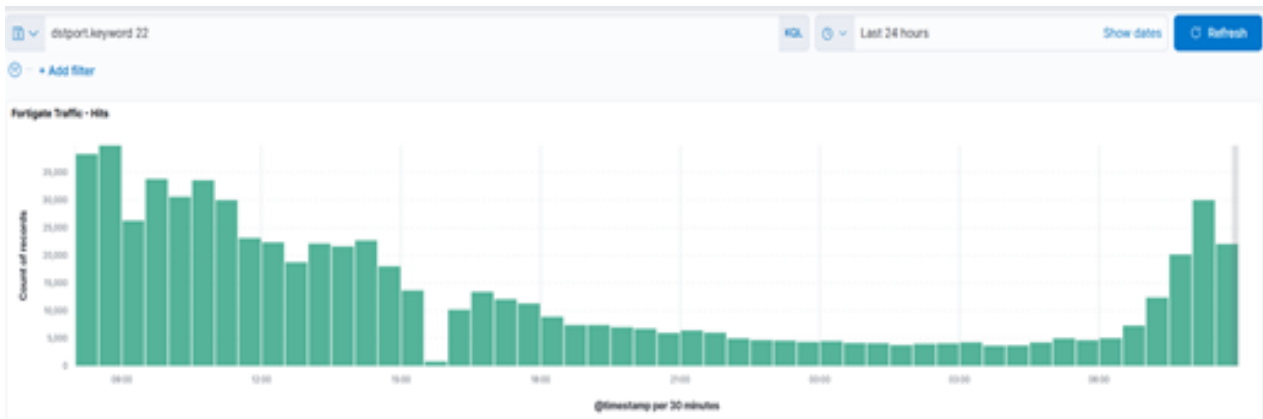 dstport.keyword 22
KQL
Last 24 hours
Show dates
Refresh
+ Add filter
Fortigate Traffic - Hits
35,000
30,000
25,000
20,000
15,000
10,000
5,000
0
Count of records
09:00
12:00
15:00
18:00
21:00
00:00
03:00
06:00
@timestamp per 30 minutes